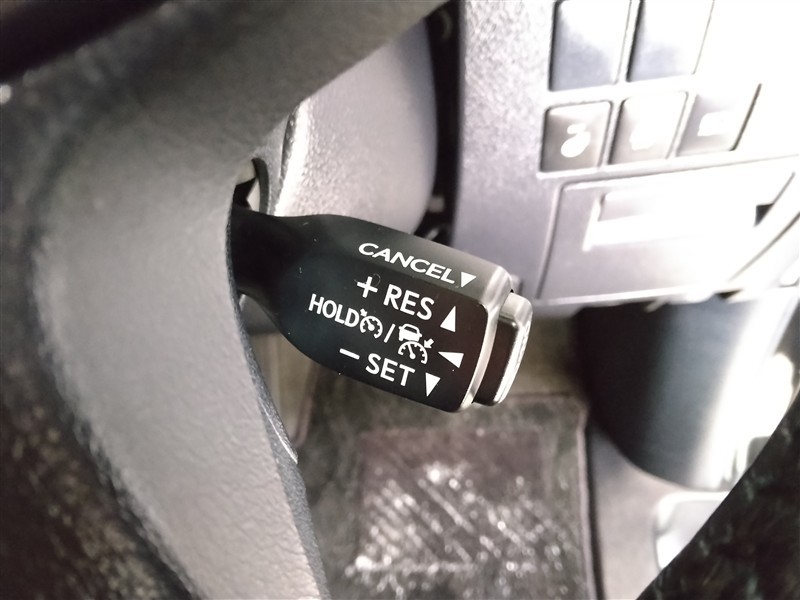 CANCEL▼
+ RES ▲
HOLD /
− SET ▼